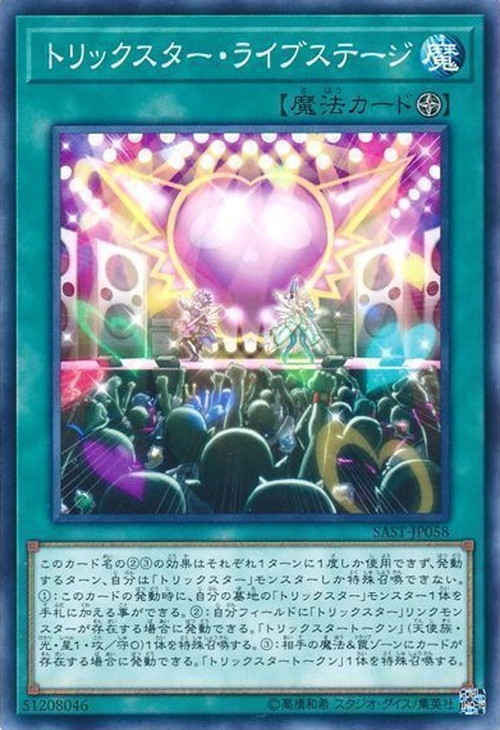 トリックスター・ライブステージ 魔
【魔法カード】
SAST-JP058
このカード名の②③の効果はそれぞれ1ターンに1度しか使用できず、発動
するターン、自分は「トリックスター」モンスターしか特殊召喚できない。
①:このカードの発動時に、自分の墓地の「トリックスター」モンスター1体を
手札に加える事ができる。②:自分フィールドに「トリックスター」リンクモン
スターが存在する場合に発動できる。「トリックスタートークン」(天使族・
光・星1・攻/守0)1体を特殊召喚する。③:相手の魔法&罠ゾーンにカードが
存在する場合に発動できる。「トリックスタートークン」1体を特殊召喚する。
51208046 ©高橋和希 スタジオ・ダイス/集英社